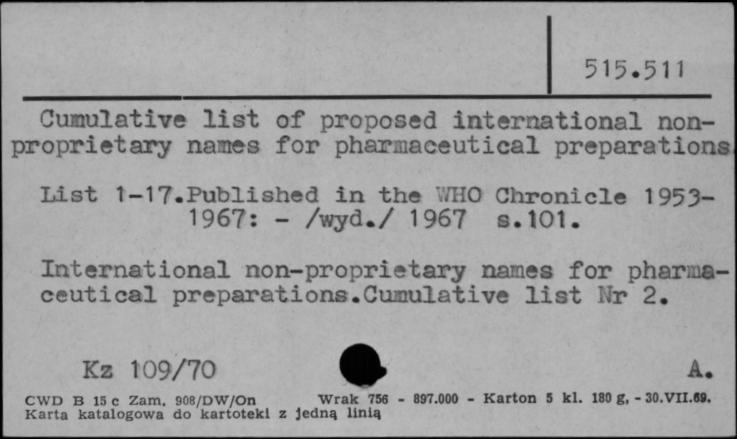 515.511
Cumulative list of proposed international non-
proprietary names for pharmaceutical preparations
List 1-17.Published in the WHO Chronicle 1953-
1967: - /wyd./ 1967 s.101.
International non-proprietary names for pharma-
ceutical preparations.Cumulative list Nr 2.
Kz 109/70 A.
CWD B 15 c Zam. 908/DW/On Wrak 756 - 897.000 - Karton 5 kl. 180 g, - 30.VII.69.
Karta katalogowa do kartoteki z jedną linią